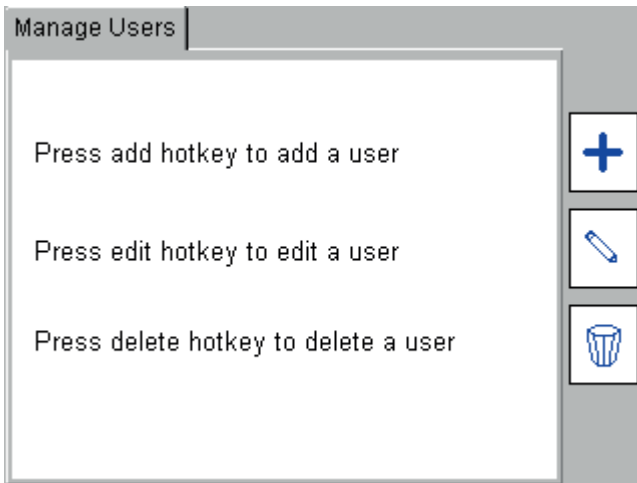 Manage Users
Press add hotkey to add a user
Press edit hotkey to edit a user
Press delete hotkey to delete a user